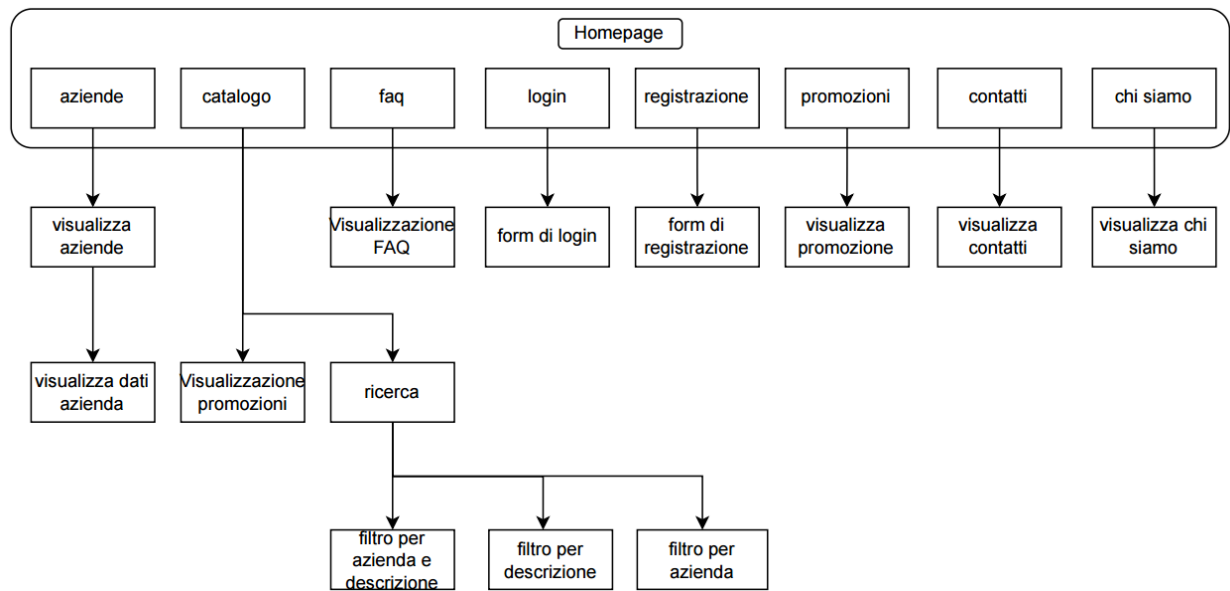 Homepage
aziende
catalogo
faq
login
registrazione
promozioni
contatti
chi siamo
visualizza
aziende
Visualizzazione
FAQ
form di login
form di
registrazione
visualizza
promozione
visualizza
contatti
visualizza chi
siamo
visualizza dati
azienda
Visualizzazione
promozioni
ricerca
filtro per
azienda e
descrizione
filtro per
descrizione
filtro per
azienda